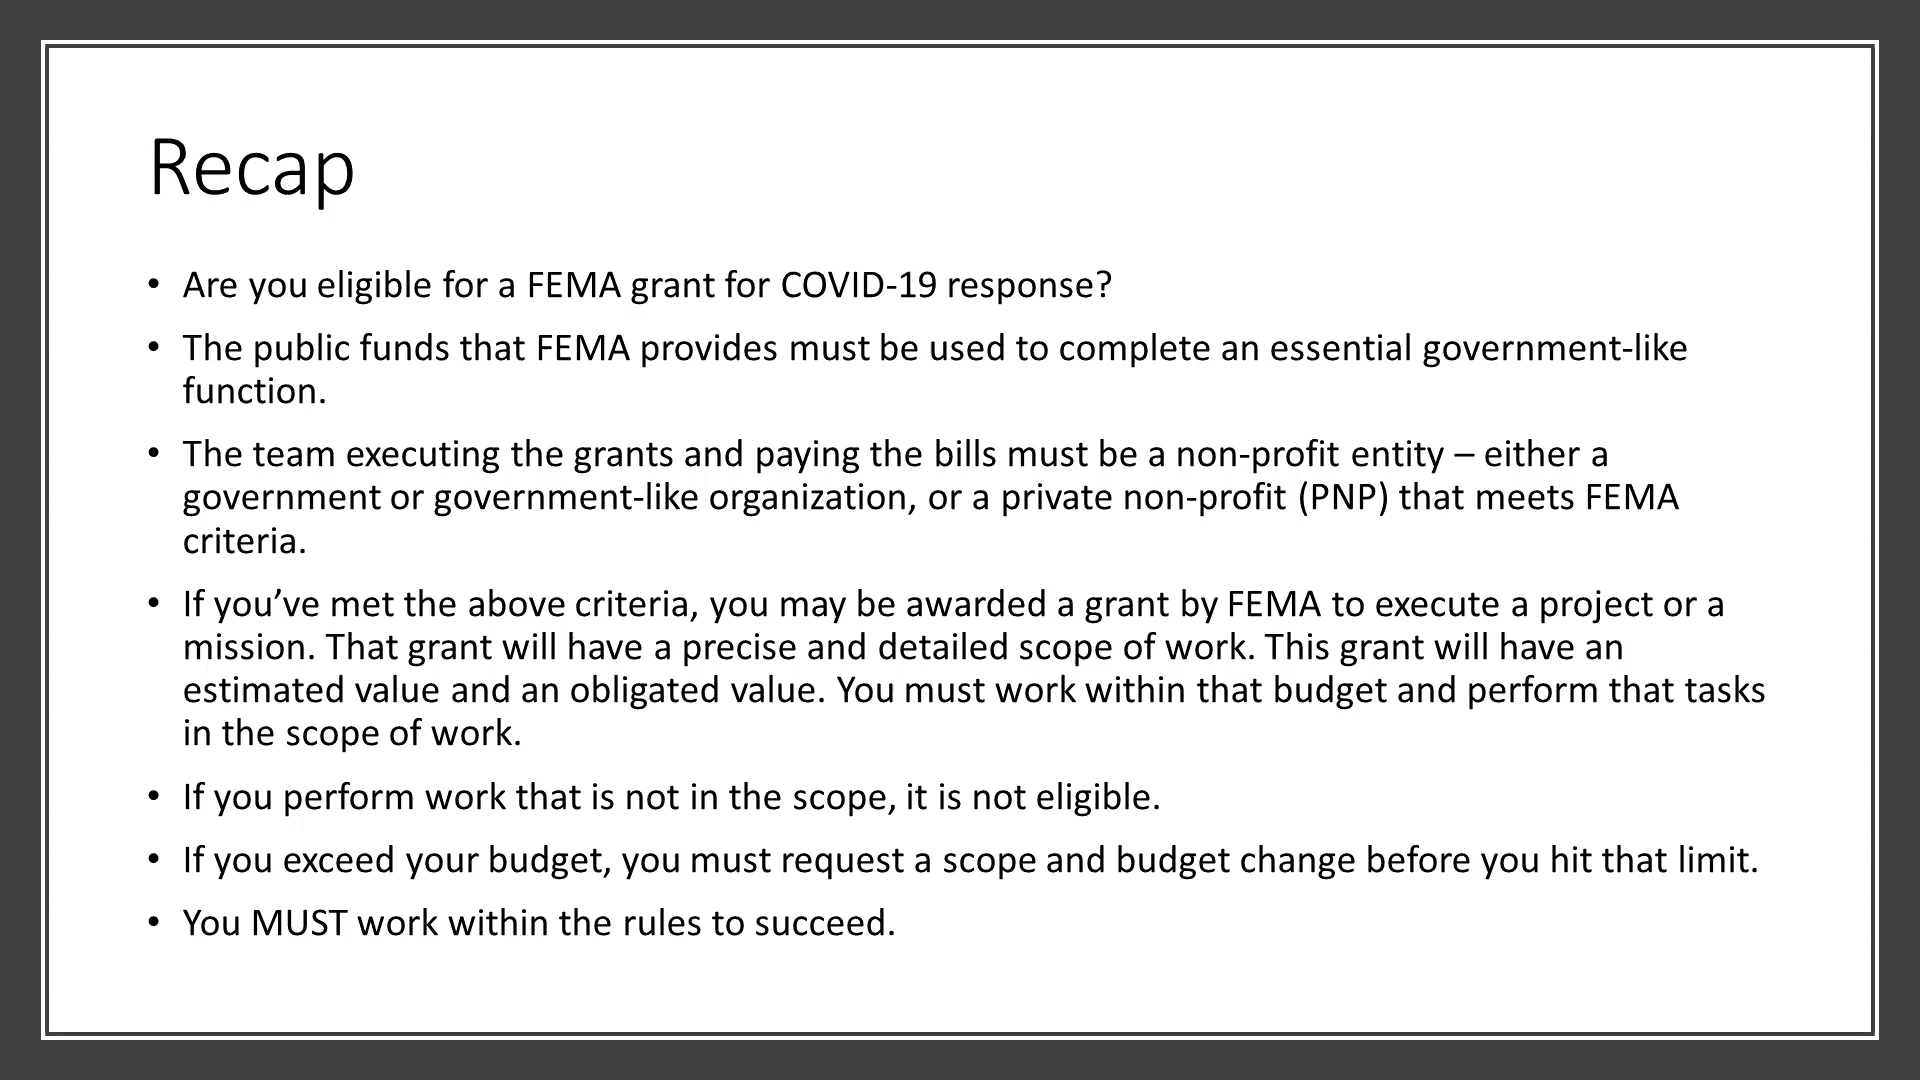 Recap
• Are you eligible for a FEMA grant for COVID-19 response?
• The public funds that FEMA provides must be used to complete an essential government-like
function.
• The team executing the grants and paying the bills must be a non-profit entity – either a
government or government-like organization, or a private non-profit (PNP) that meets FEMA
criteria.
• If you’ve met the above criteria, you may be awarded a grant by FEMA to execute a project or a
mission. That grant will have a precise and detailed scope of work. This grant will have an
estimated value and an obligated value. You must work within that budget and perform that tasks
in the scope of work.
• If you perform work that is not in the scope, it is not eligible.
• If you exceed your budget, you must request a scope and budget change before you hit that limit.
• You MUST work within the rules to succeed.